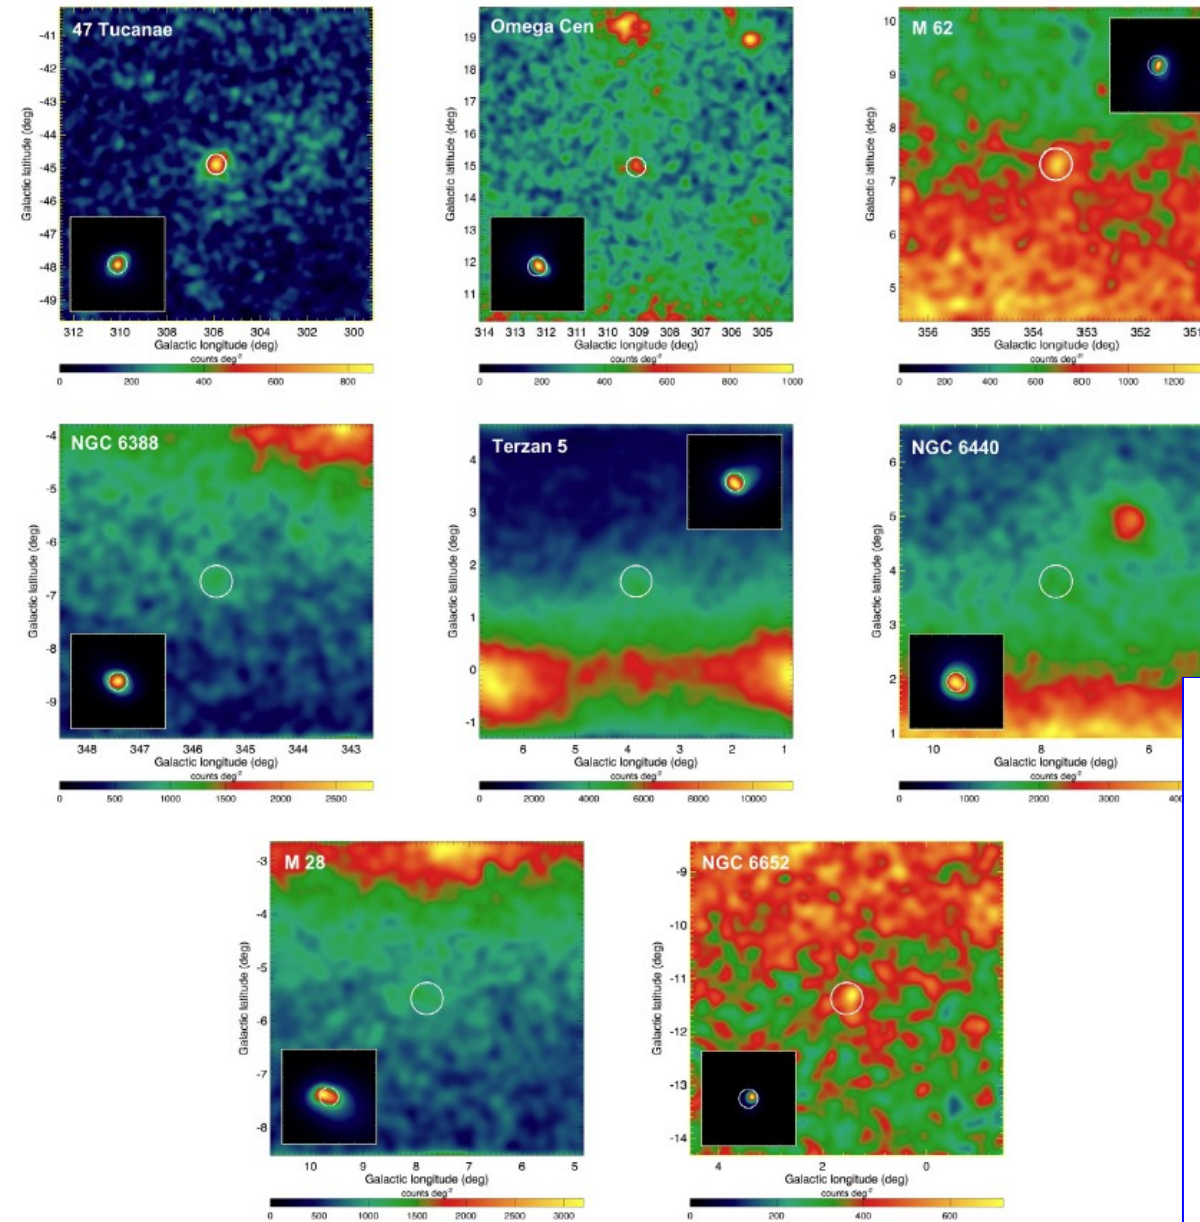 47 Tucanae
-41
-42
-43
-44
-45
-46
-47
-48
-49
Galactic latitude (deg)
312 310 308 306 304 302 300
Galactic longitude (deg)
counts deg-2
0 200 400 600 800
Omega Cen
19
18
17
16
15
14
13
12
11
Galactic latitude (deg)
314 313 312 311 310 309 308 307 306 305
Galactic longitude (deg)
counts deg-2
0 200 400 600 800 1000
M 62
10
9
8
7
6
5
Galactic latitude (deg)
356 355 354 353 352 351
Galactic longitude (deg)
counts deg-2
0 200 400 600 800 1000 1200
NGC 6388
-4
-5
-6
-7
-8
-9
Galactic latitude (deg)
348 347 346 345 344 343
Galactic longitude (deg)
counts deg-2
0 500 1000 1500 2000 2500
Terzan 5
4
3
2
1
0
-1
Galactic latitude (deg)
6 5 4 3 2 1
Galactic longitude (deg)
counts deg-2
0 2000 4000 6000 8000 10000
NGC 6440
6
5
4
3
2
1
Galactic latitude (deg)
10 8 6
Galactic longitude (deg)
counts deg-2
0 1000 2000 3000
M 28
-3
-4
-5
-6
-7
-8
Galactic latitude (deg)
10 9 8 7 6 5
Galactic longitude (deg)
counts deg-2
0 500 1000 1500 2000 2500 3000
NGC 6652
-9
-10
-11
-12
-13
-14
Galactic latitude (deg)
4 2 0
Galactic longitude (deg)
counts deg-2
0 200 400 600